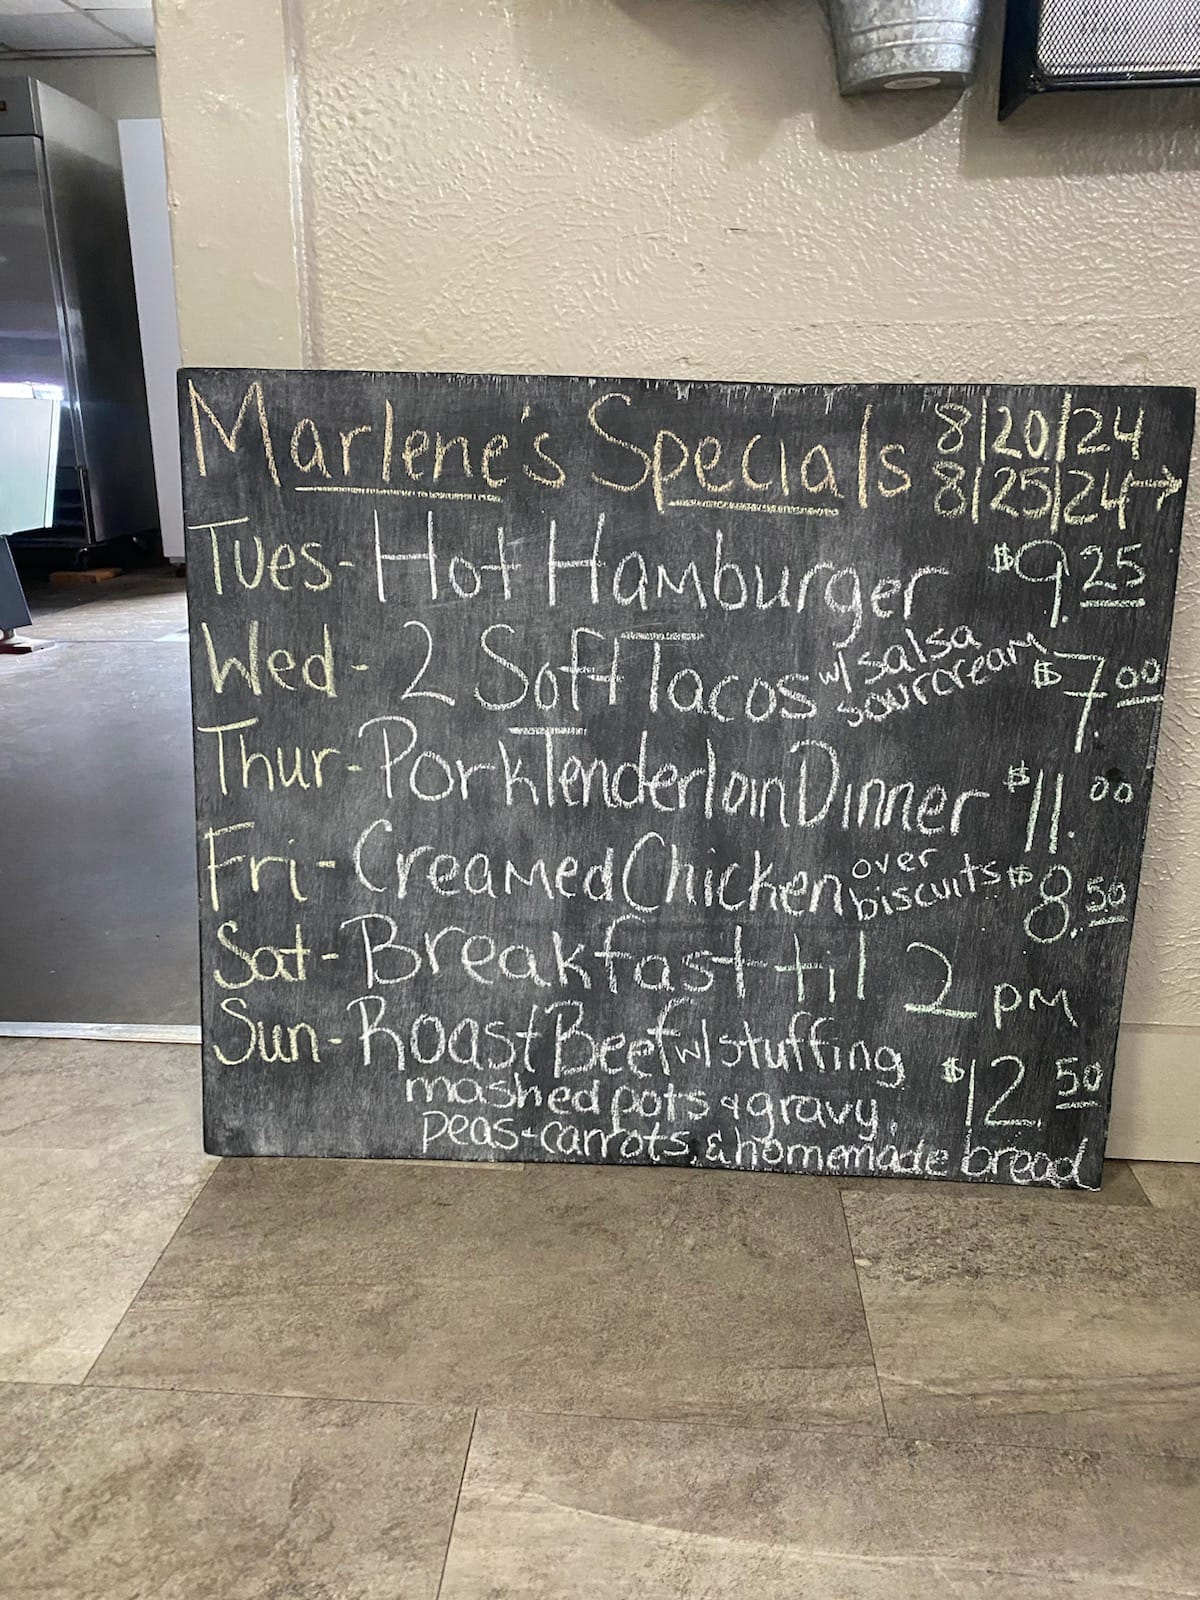 Marlene's Specials 8/20/24
8/25/24→
Tues- Hot Hamburger $9.25
Wed- 2 Soft Tacos w/ salsa sourcream $7.00
Thur- Pork Tenderloin Dinner $11.00
Fri- Creamed Chicken over biscuits $8.50
Sat- Breakfast til 2 pm
Sun- Roast Beef w/ stuffing $12.50
mashed pots & gravy,
peas + carrots, & homemade bread